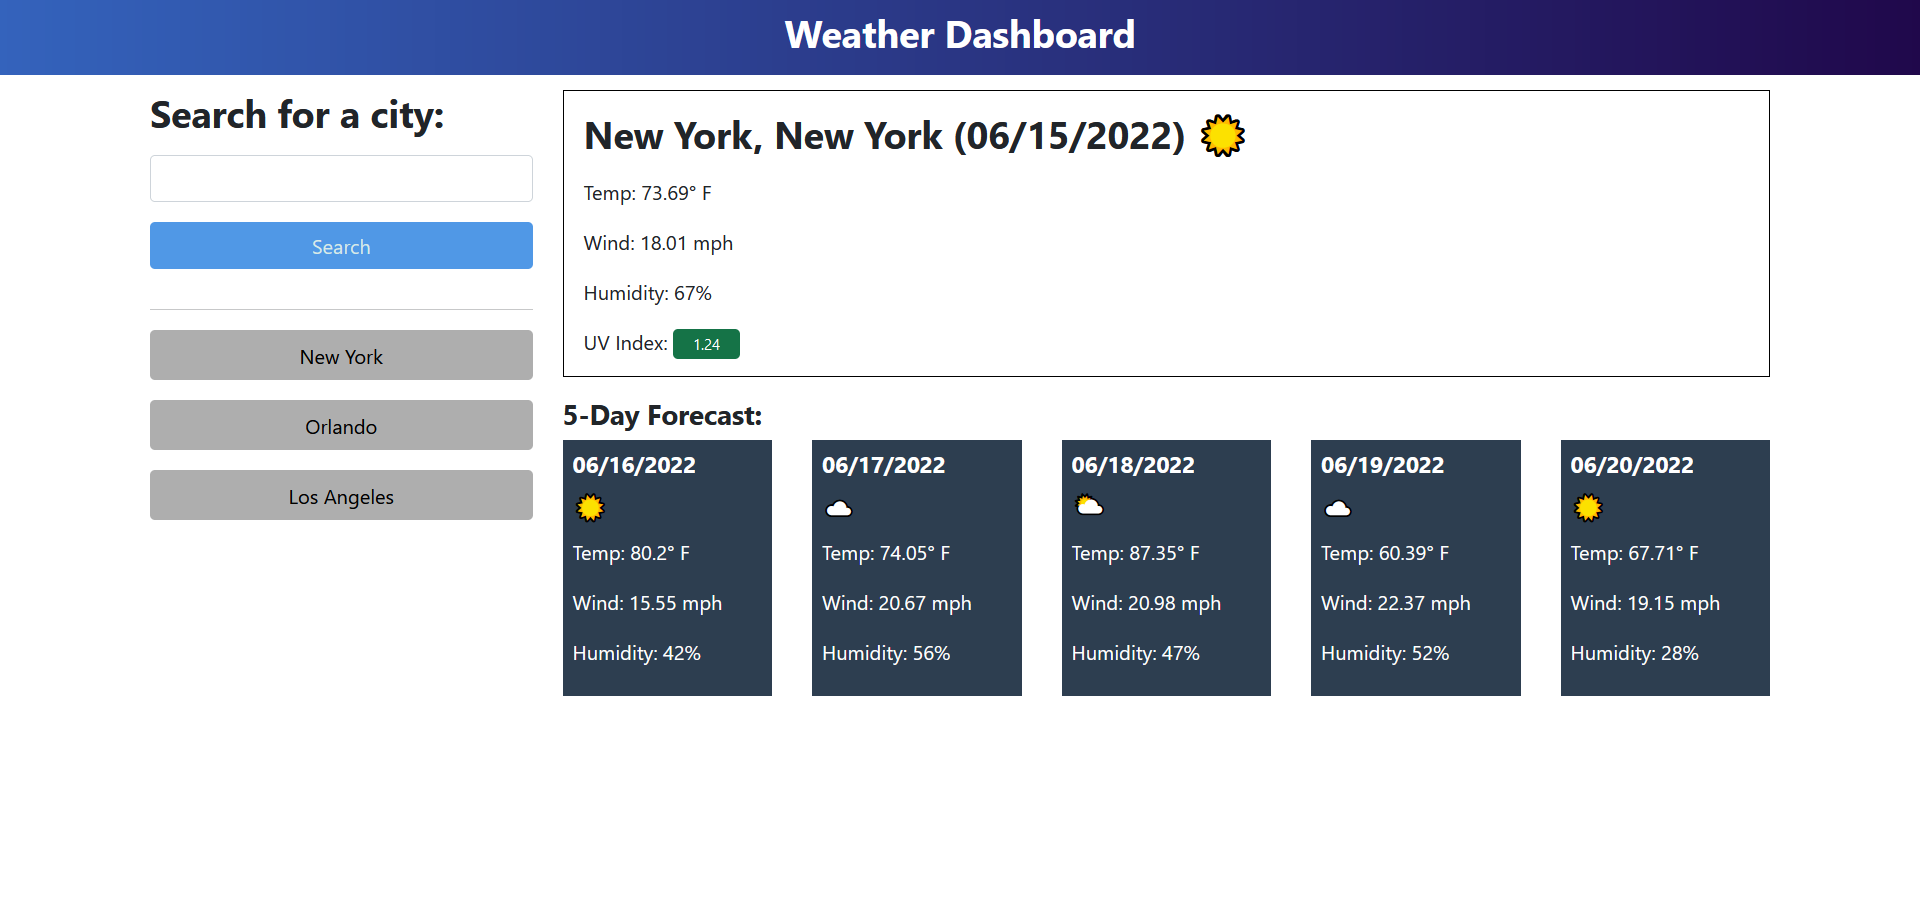 Weather Dashboard
Search for a city:
Search
New York
Orlando
Los Angeles
New York, New York (06/15/2022)
Temp: 73.69° F
Wind: 18.01 mph
Humidity: 67%
UV Index: 1.24
5-Day Forecast:
06/16/2022
Temp: 80.2° F
Wind: 15.55 mph
Humidity: 42%
06/17/2022
Temp: 74.05° F
Wind: 20.67 mph
Humidity: 56%
06/18/2022
Temp: 87.35° F
Wind: 20.98 mph
Humidity: 47%
06/19/2022
Temp: 60.39° F
Wind: 22.37 mph
Humidity: 52%
06/20/2022
Temp: 67.71° F
Wind: 19.15 mph
Humidity: 28%